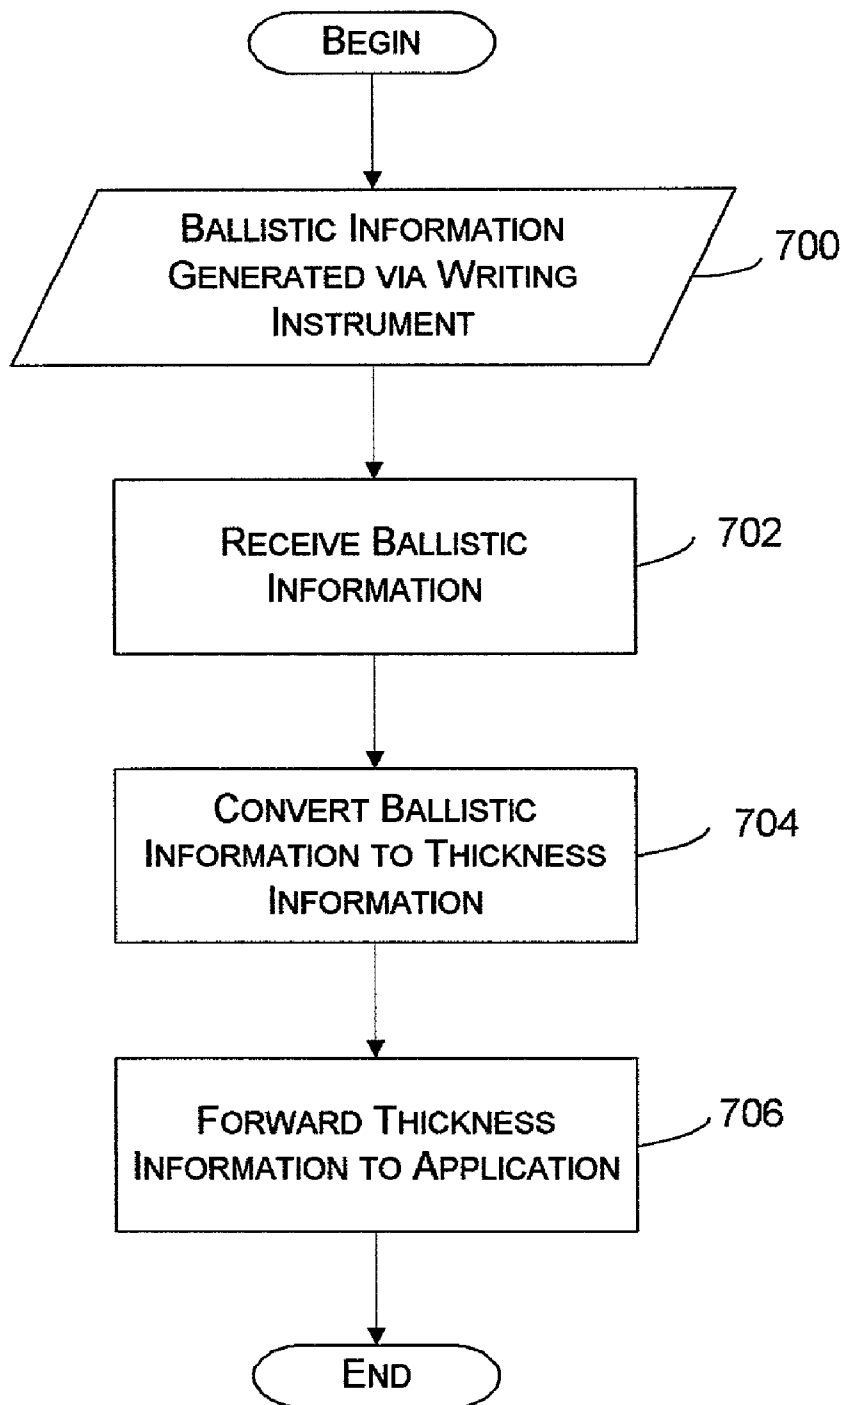 BEGIN
BALLISTIC INFORMATION
GENERATED VIA WRITING
INSTRUMENT
700
RECEIVE BALLISTIC
INFORMATION
702
CONVERT BALLISTIC
INFORMATION TO THICKNESS
INFORMATION
704
FORWARD THICKNESS
INFORMATION TO APPLICATION
706
END